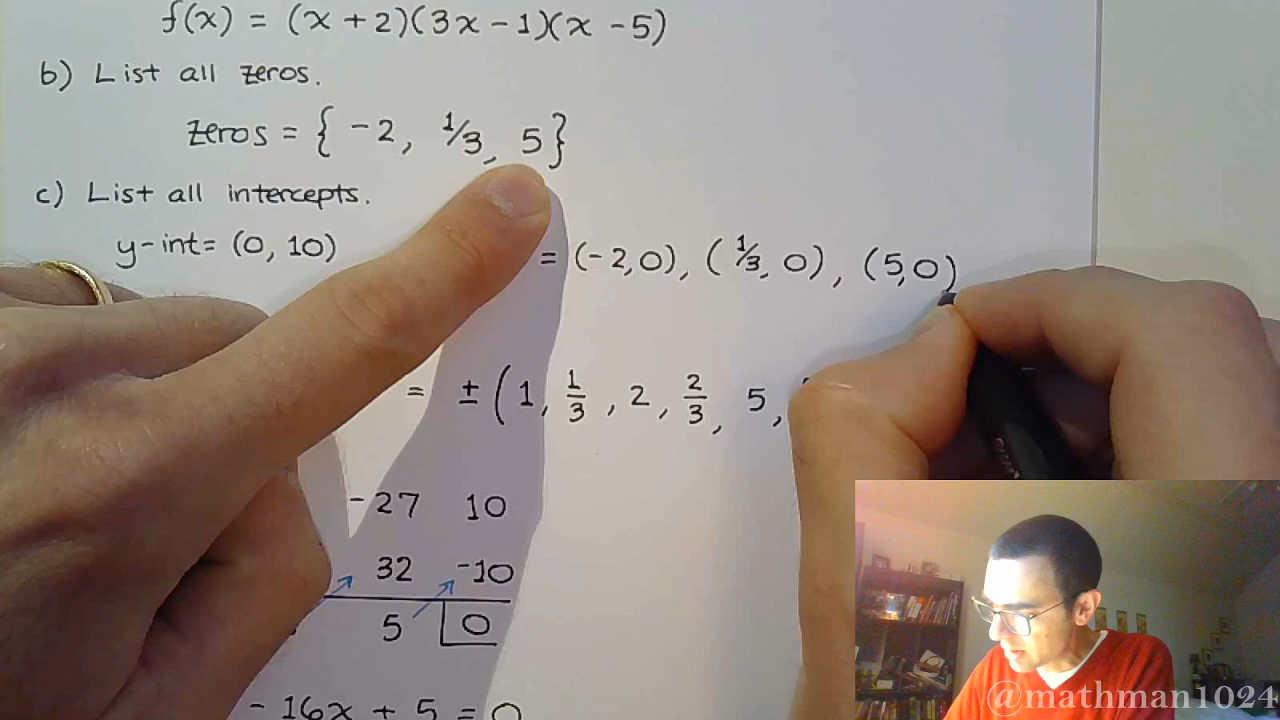 f(x) = (x+2)(3x-1)(x-5)
b) List all zeros.
zeros = { -2, 1/3, 5}
c) List all intercepts.
y-int= (0, 10)
= (-2,0), (1/3, 0), (5,0)
= ± (1, 1/3, 2, 2/3, 5,
-27 10
32 -10
5 0
- 16x + 5 = 0
@mathman1024